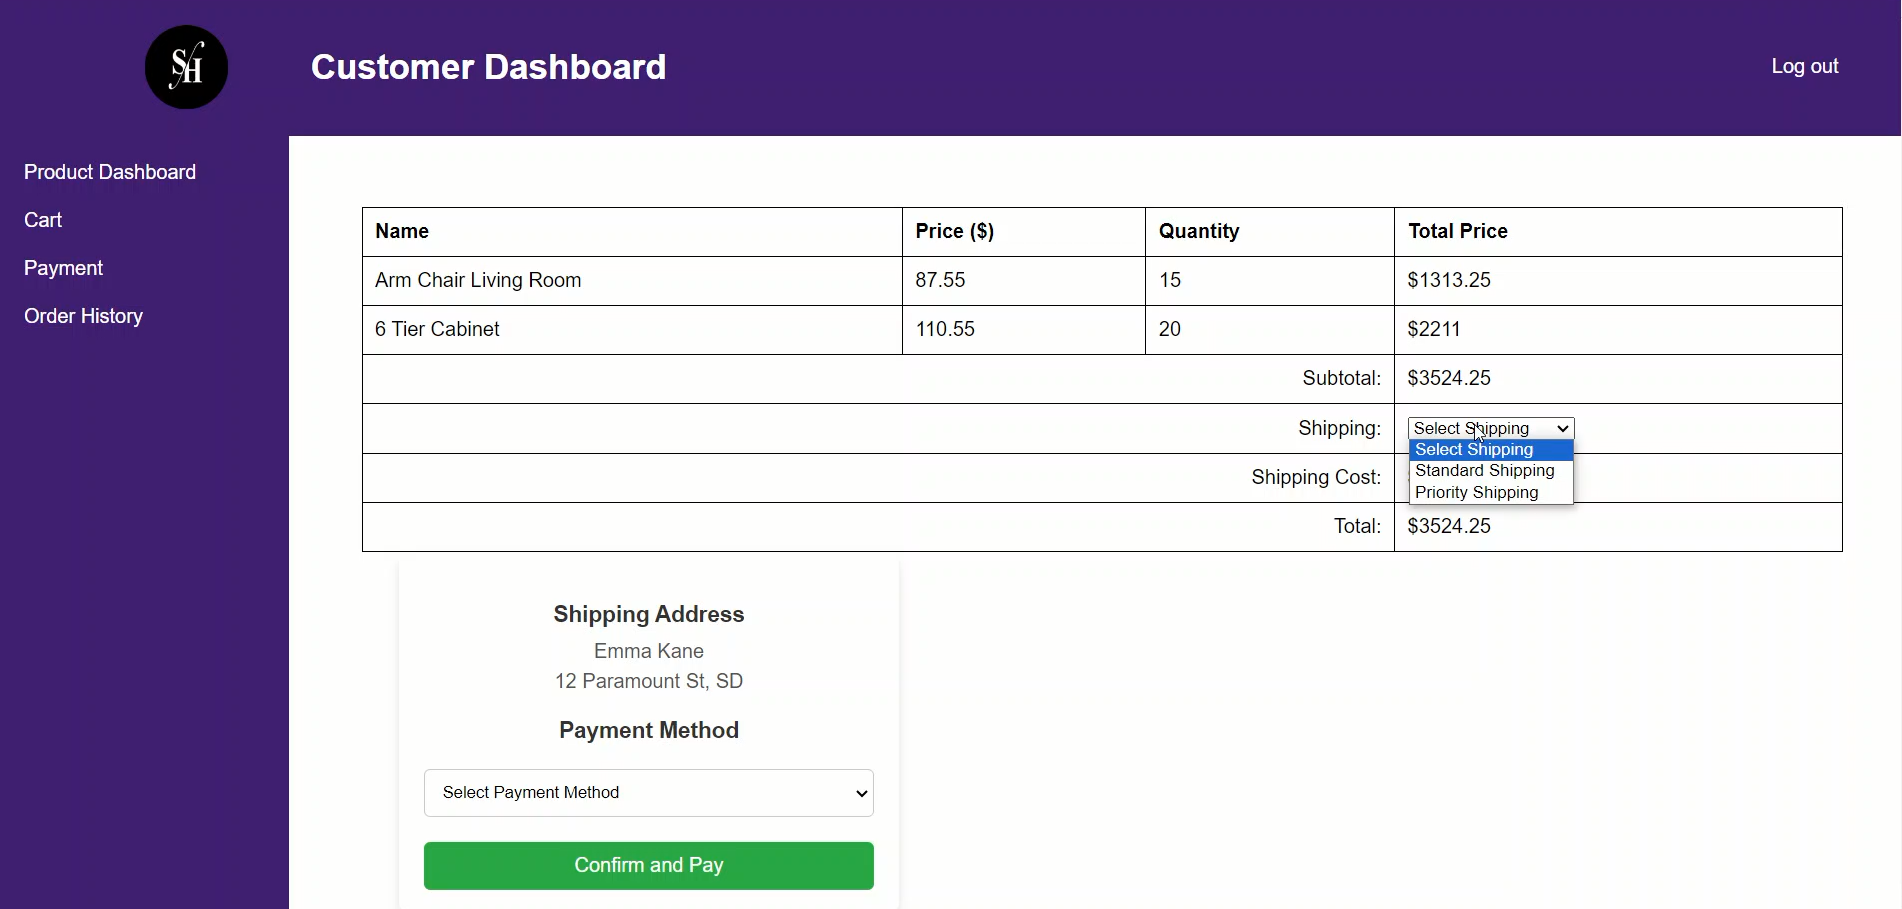 SH
Customer Dashboard
Log out
Product Dashboard
Cart
Payment
Order History
Name Price ($) Quantity Total Price
Arm Chair Living Room 87.55 15 $1313.25
6 Tier Cabinet 110.55 20 $2211
Subtotal: $3524.25
Shipping: Select Shipping
Select Shipping
Standard Shipping
Shipping Cost:
Priority Shipping
Total: $3524.25
Shipping Address
Emma Kane
12 Paramount St, SD
Payment Method
Select Payment Method
Confirm and Pay